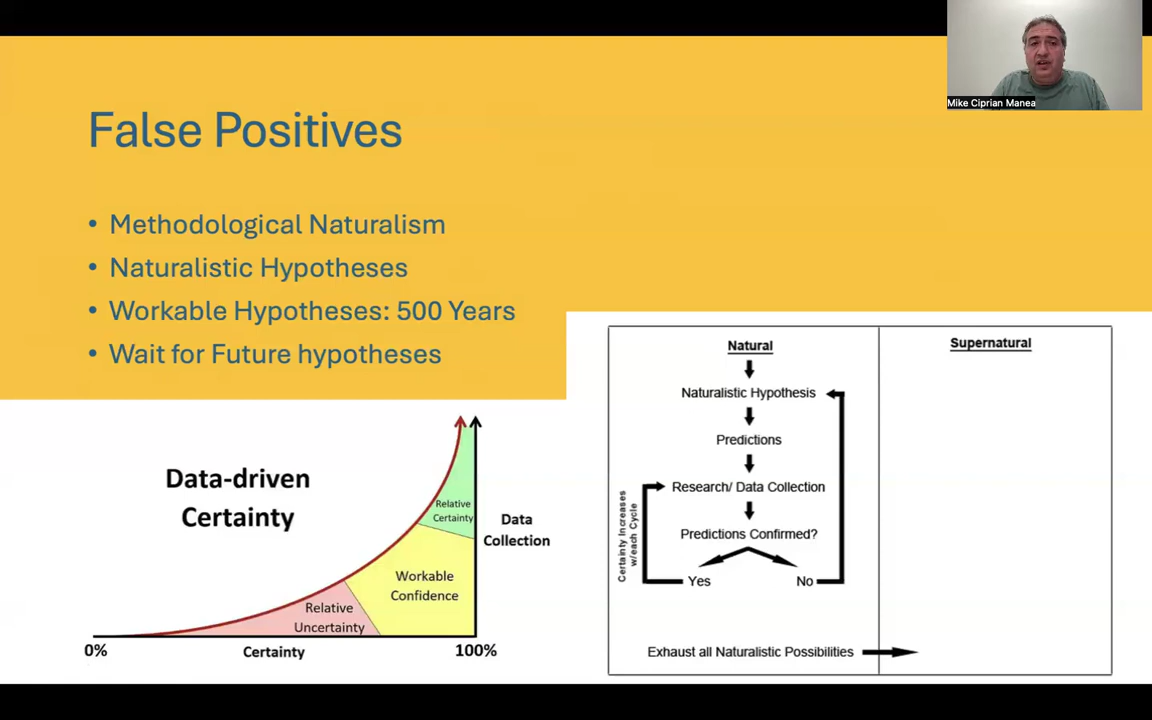 Mike Ciprian Manea
False Positives
• Methodological Naturalism
• Naturalistic Hypotheses
• Workable Hypotheses: 500 Years
• Wait for Future hypotheses
Data-driven
Certainty
Relative
Certainty
Data
Collection
Workable
Confidence
Relative
Uncertainty
0%
Certainty
100%
Natural
Supernatural
Naturalistic Hypothesis
Predictions
Research/ Data Collection
Predictions Confirmed?
Certainty Increases
w/each Cycle
Yes
No
Exhaust all Naturalistic Possibilities